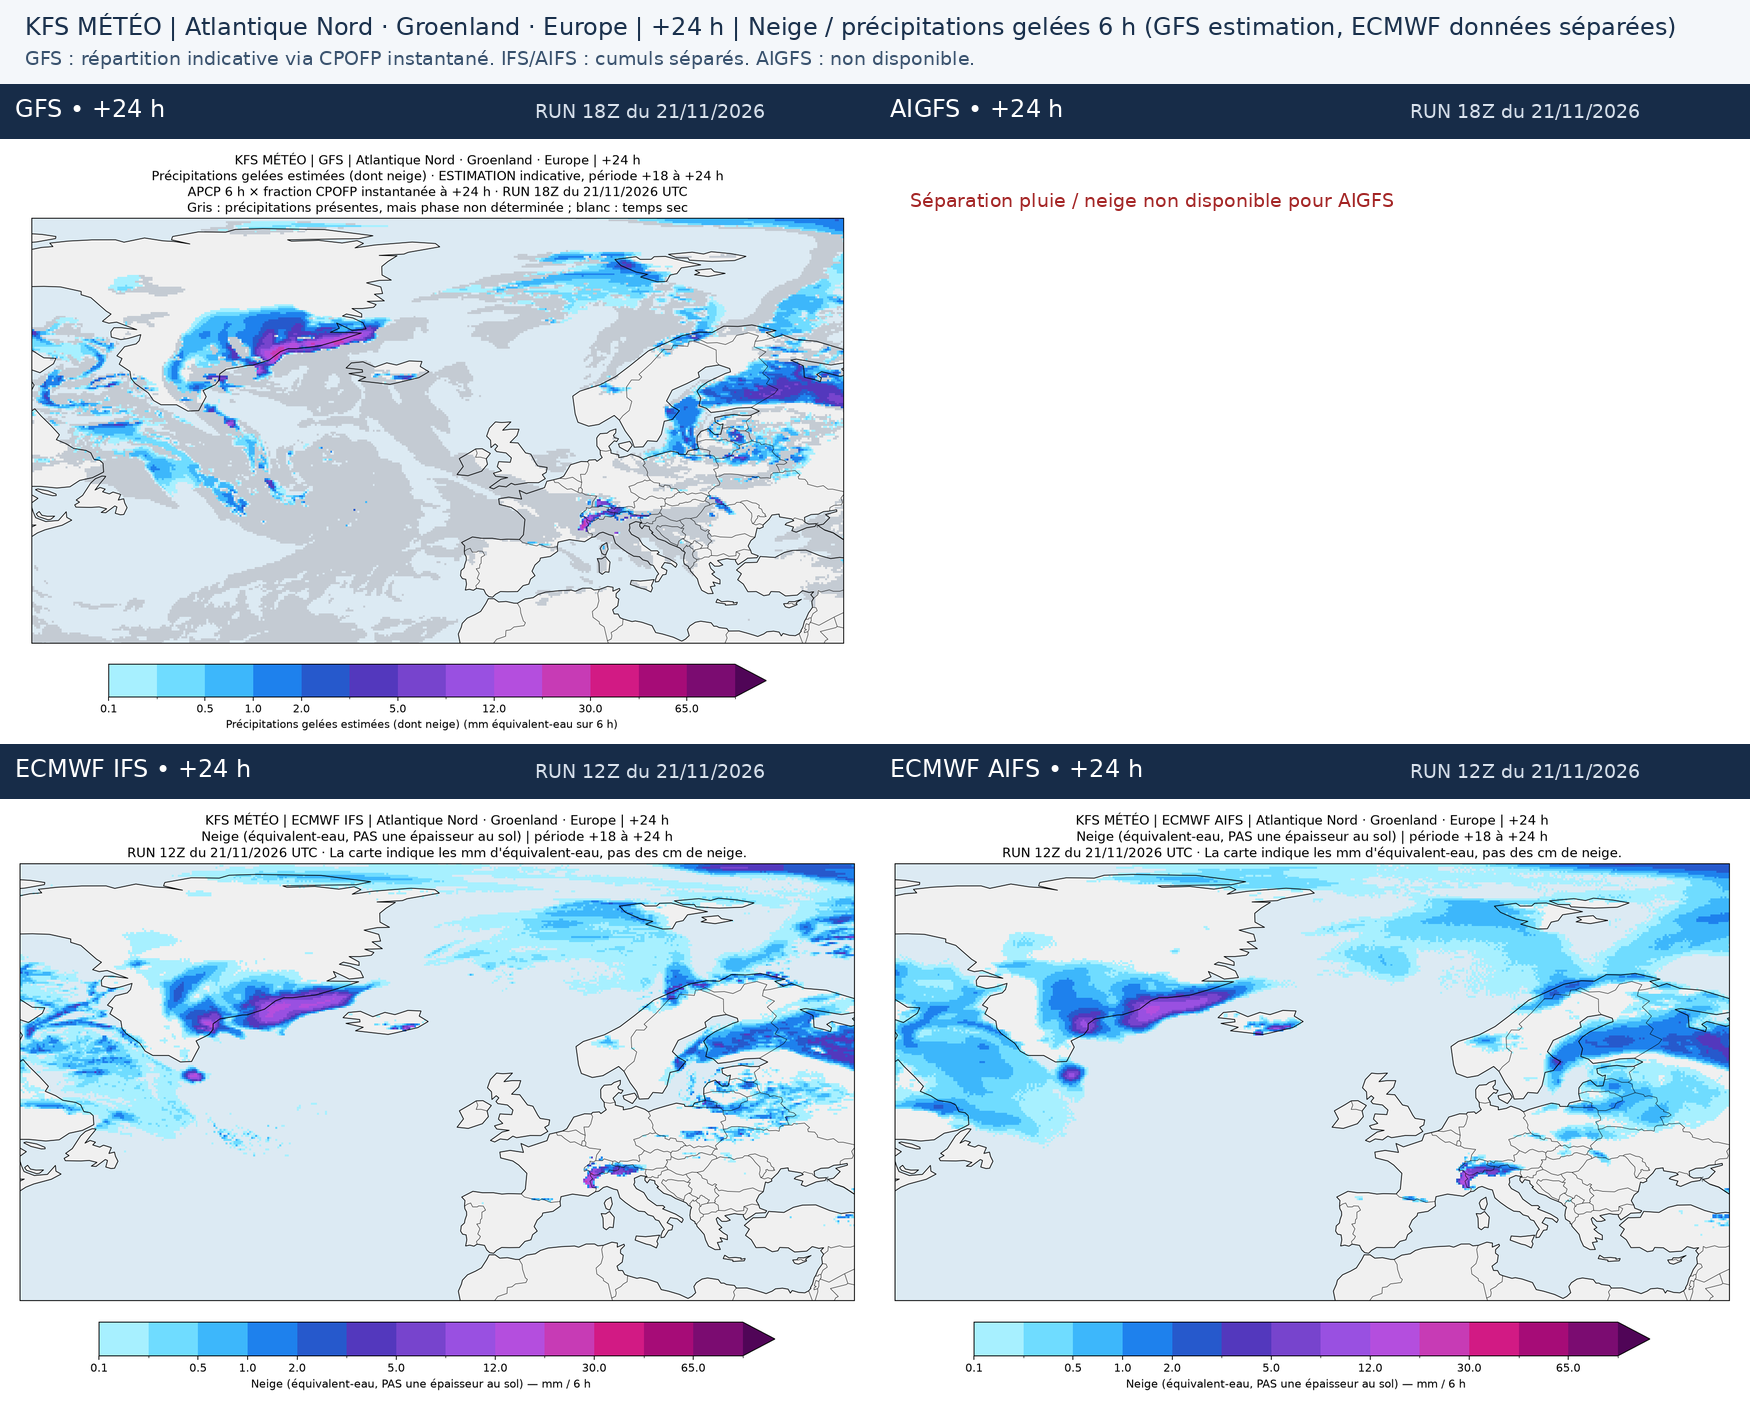 KFS MÉTÉO | Atlantique Nord · Groenland · Europe | +24 h | Neige / précipitations gelées 6 h (GFS estimation, ECMWF données séparées)
GFS : répartition indicative via CPOFP instantané. IFS/AIFS : cumuls séparés. AIGFS : non disponible.
GFS • +24 h
RUN 18Z du 21/11/2026
AIGFS • +24 h
RUN 18Z du 21/11/2026
KFS MÉTÉO | GFS | Atlantique Nord · Groenland · Europe | +24 h
Précipitations gelées estimées (dont neige) · ESTIMATION indicative, période +18 à +24 h
APCP 6 h × fraction CPOFP instantanée à +24 h · RUN 18Z du 21/11/2026 UTC
Gris : précipitations présentes, mais phase non déterminée ; blanc : temps sec
Séparation pluie / neige non disponible pour AIGFS
0.1 0.5 1.0 2.0 5.0 12.0 30.0 65.0
Précipitations gelées estimées (dont neige) (mm équivalent-eau sur 6 h)
ECMWF IFS • +24 h
RUN 12Z du 21/11/2026
ECMWF AIFS • +24 h
RUN 12Z du 21/11/2026
KFS MÉTÉO | ECMWF IFS | Atlantique Nord · Groenland · Europe | +24 h
Neige (équivalent-eau, PAS une épaisseur au sol) | période +18 à +24 h
RUN 12Z du 21/11/2026 UTC · La carte indique les mm d'équivalent-eau, pas des cm de neige.
KFS MÉTÉO | ECMWF AIFS | Atlantique Nord · Groenland · Europe | +24 h
Neige (équivalent-eau, PAS une épaisseur au sol) | période +18 à +24 h
RUN 12Z du 21/11/2026 UTC · La carte indique les mm d'équivalent-eau, pas des cm de neige.
0.1 0.5 1.0 2.0 5.0 12.0 30.0 65.0
Neige (équivalent-eau, PAS une épaisseur au sol) — mm / 6 h
0.1 0.5 1.0 2.0 5.0 12.0 30.0 65.0
Neige (équivalent-eau, PAS une épaisseur au sol) — mm / 6 h